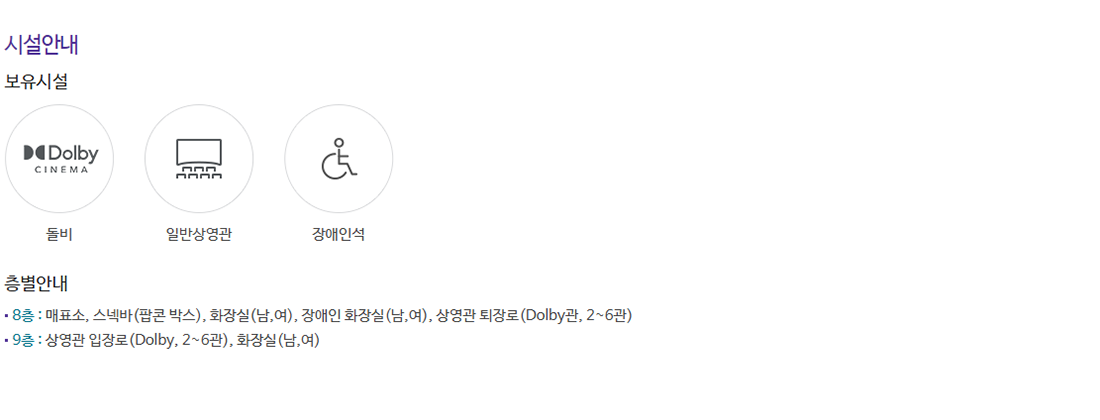 시설안내
보유시설
Dolby
CINEMA
돌비 일반상영관 장애인석
층별안내
▪ 8층 : 매표소, 스넥바(팝콘 박스), 화장실(남,여), 장애인 화장실(남,여), 상영관 퇴장로(Dolby관, 2~6관)
▪ 9층 : 상영관 입장로(Dolby, 2~6관), 화장실(남,여)